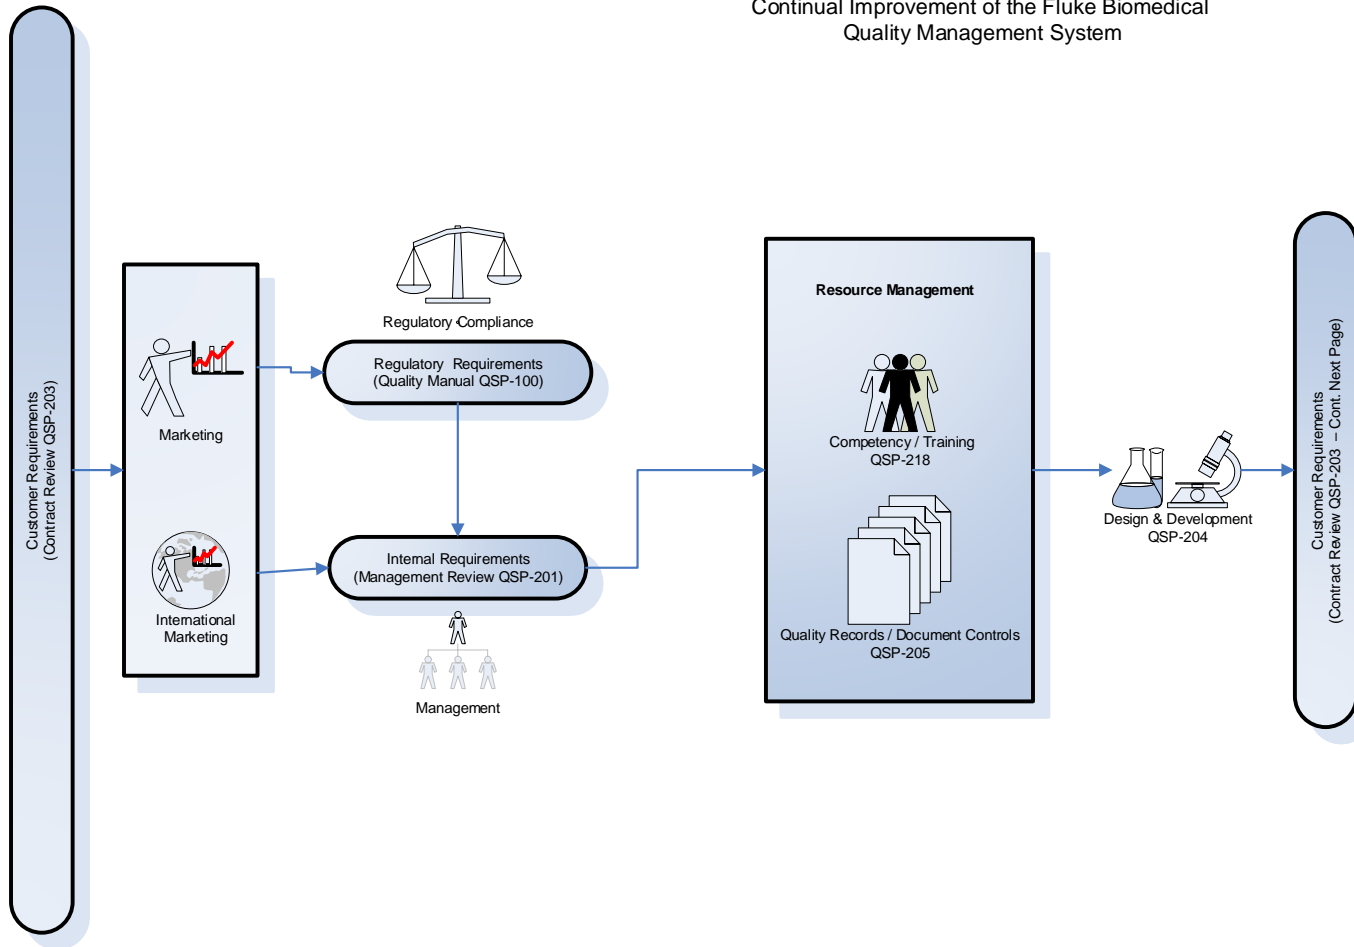 Continual Improvement of the Fluke Biomedical
Quality Management System
Customer Requirements
(Contract Review QSP-203)
Marketing
International
Marketing
Regulatory Compliance
Regulatory Requirements
(Quality Manual QSP-100)
Internal Requirements
(Management Review QSP-201)
Management
Resource Management
Competency / Training
QSP-218
Quality Records / Document Controls
QSP-205
Design & Development
QSP-204
Customer Requirements
(Contract Review QSP-203 – Cont. Next Page)